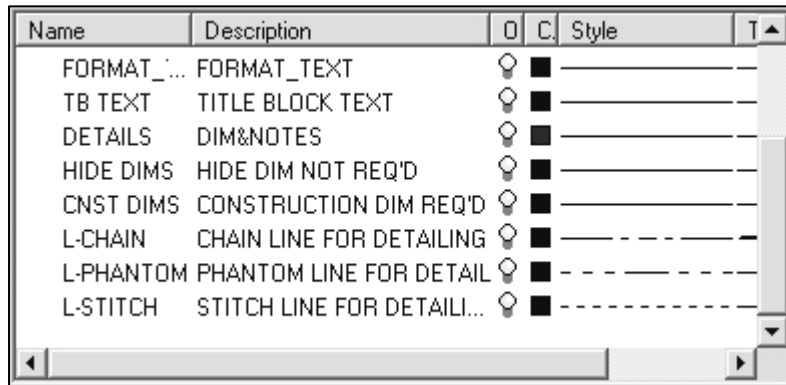 Name Description O C. Style T
FORMAT_'... FORMAT_TEXT
TB TEXT TITLE BLOCK TEXT
DETAILS DIM&NOTES
HIDE DIMS HIDE DIM NOT REQ'D
CNST DIMS CONSTRUCTION DIM REQ'D
L-CHAIN CHAIN LINE FOR DETAILING
L-PHANTOM PHANTOM LINE FOR DETAIL
L-STITCH STITCH LINE FOR DETAILI...